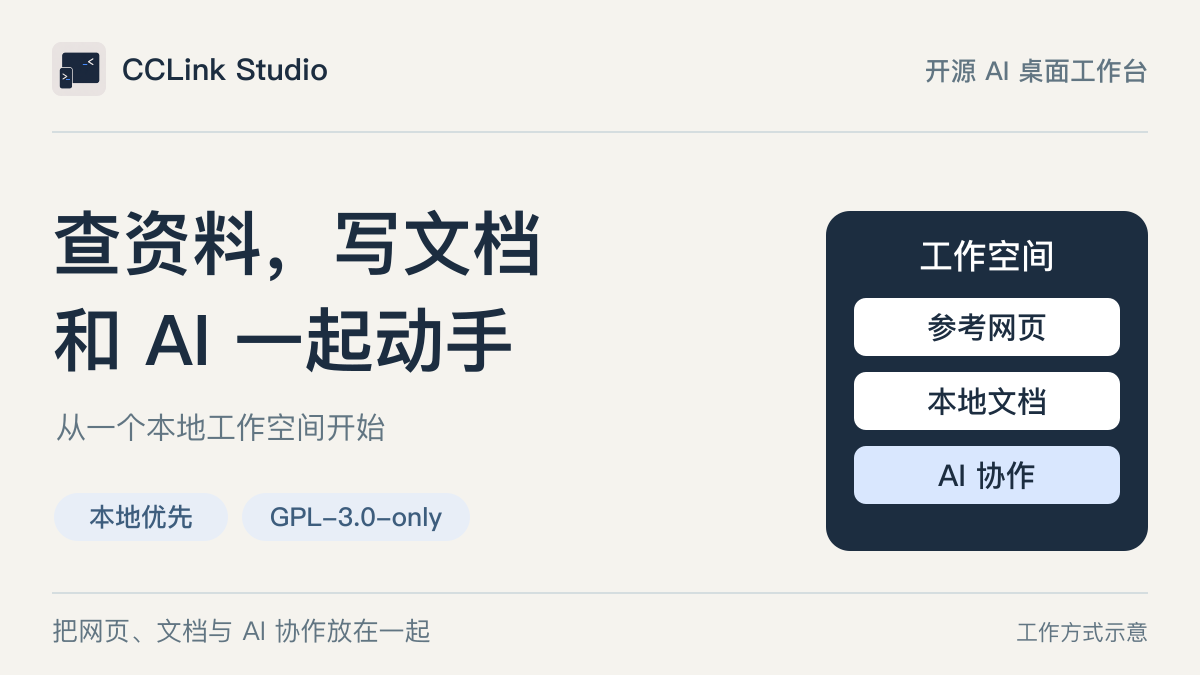 CCLink Studio
开源 AI 桌面工作台
查资料，写文档
和 AI 一起动手
从一个本地工作空间开始
本地优先
GPL-3.0-only
工作空间
参考网页
本地文档
AI 协作
把网页、文档与 AI 协作放在一起
工作方式示意